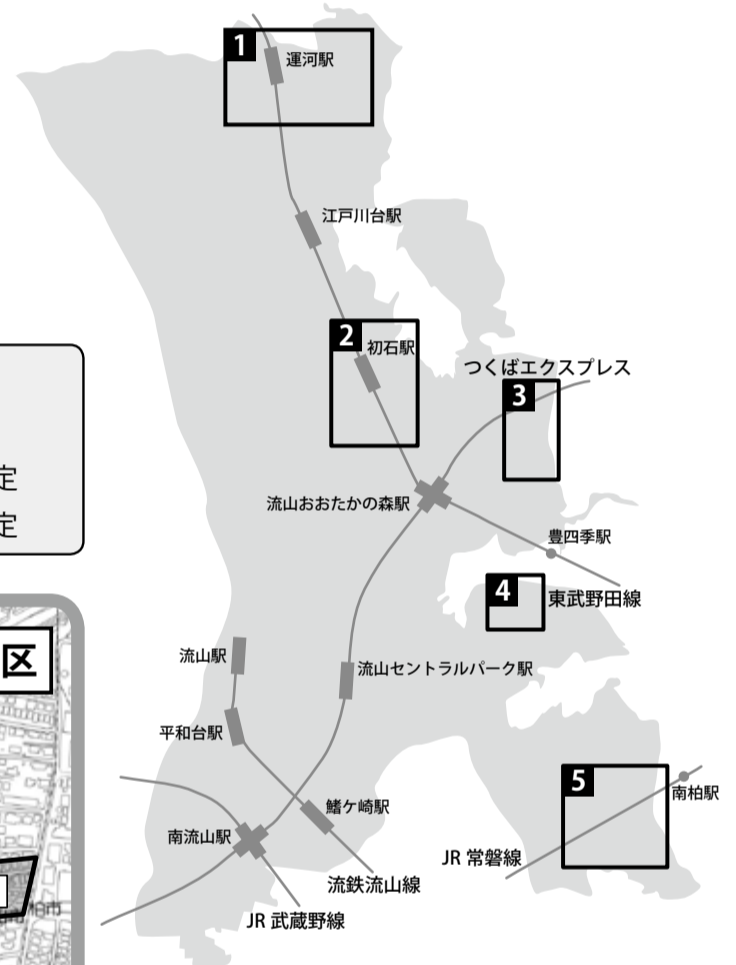 1
運河駅
江戸川台駅
2
初石駅
つくばエクスプレス
3
定
流山おおたかの森駅
定
豊四季駅
4
東武野田線
区
流山駅
流山セントラルパーク駅
平和台駅
5
南柏駅
鰭ケ崎駅
南流山駅
JR 常磐線
流鉄流山線
JR 武蔵野線